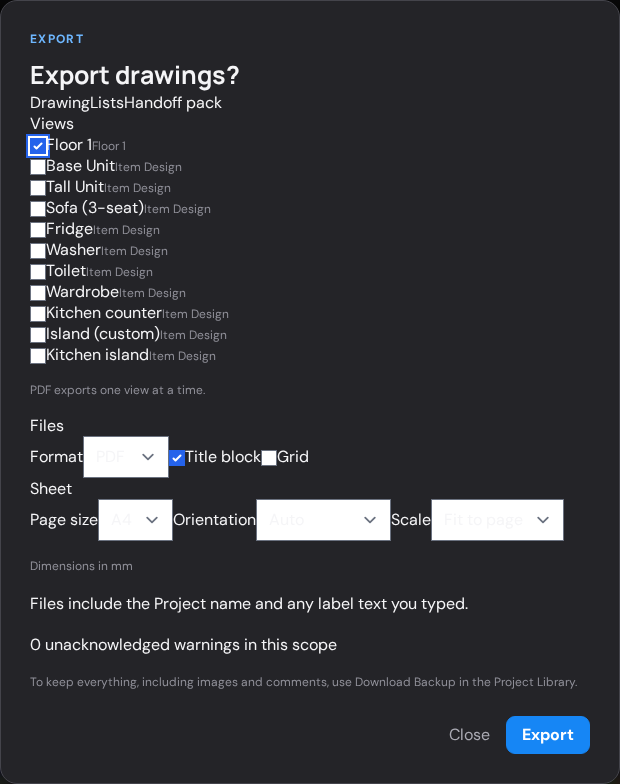 EXPORT
Export drawings?
DrawingListsHandoff pack
Views
Floor 1Floor 1
Base UnitItem Design
Tall UnitItem Design
Sofa (3-seat)Item Design
FridgeItem Design
WasherItem Design
ToiletItem Design
WardrobeItem Design
Kitchen counterItem Design
Island (custom)Item Design
Kitchen islandItem Design
PDF exports one view at a time.
Files
Format PDF Title block Grid
Sheet
Page size A4 Orientation Auto Scale Fit to page
Dimensions in mm
Files include the Project name and any label text you typed.
0 unacknowledged warnings in this scope
To keep everything, including images and comments, use Download Backup in the Project Library.
Close Export